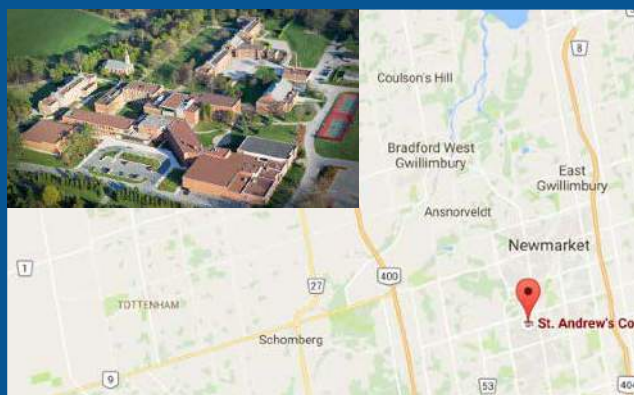 8
Coulson's Hill
Bradford West
Gwillimbury
East
Gwillimbury
Ansnorveldt
Newmarket
1
400
27
TOTTENHAM
St. Andrew's Co
Schomberg
9
53
404